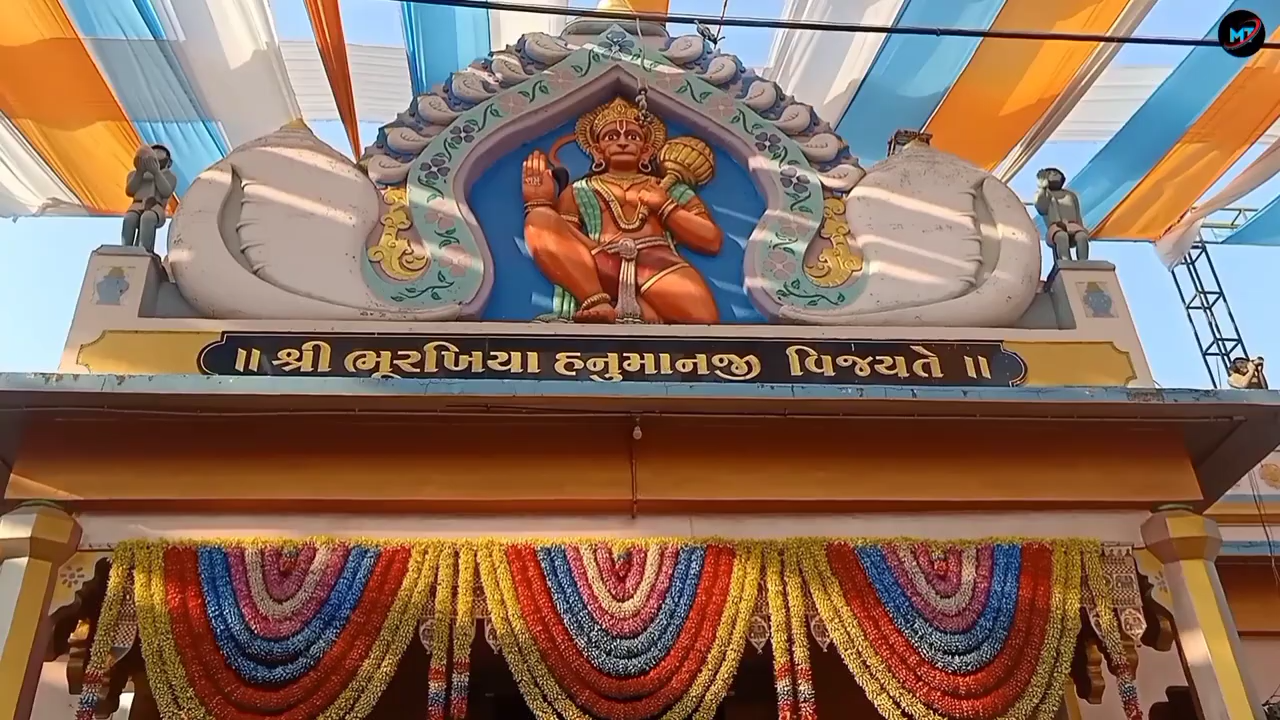 ॥ શ્રી ભૂરખિયા હનુમાનજી વિજયતે ॥